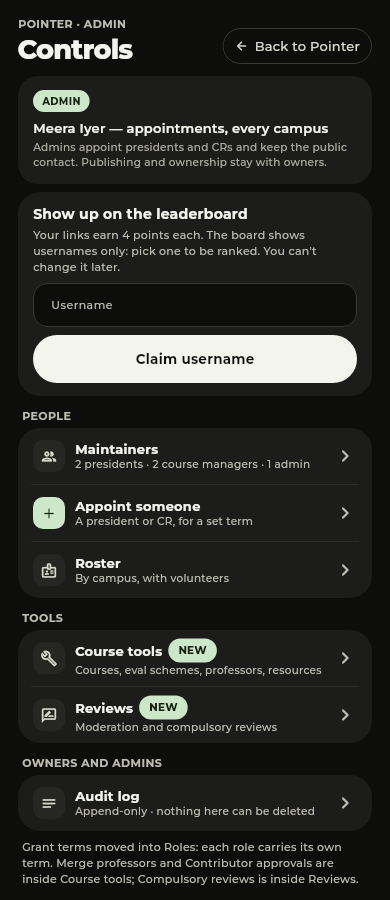 POINTER · ADMIN
Controls
← Back to Pointer
ADMIN
Meera Iyer — appointments, every campus
Admins appoint presidents and CRs and keep the public
contact. Publishing and ownership stay with owners.
Show up on the leaderboard
Your links earn 4 points each. The board shows
usernames only: pick one to be ranked. You can't
change it later.
Username
Claim username
PEOPLE
Maintainers
2 presidents · 2 course managers · 1 admin
Appoint someone
A president or CR, for a set term
Roster
By campus, with volunteers
TOOLS
Course tools NEW
Courses, eval schemes, professors, resources
Reviews NEW
Moderation and compulsory reviews
OWNERS AND ADMINS
Audit log
Append-only · nothing here can be deleted
Grant terms moved into Roles: each role carries its own
term. Merge professors and Contributor approvals are
inside Course tools; Compulsory reviews is inside Reviews.